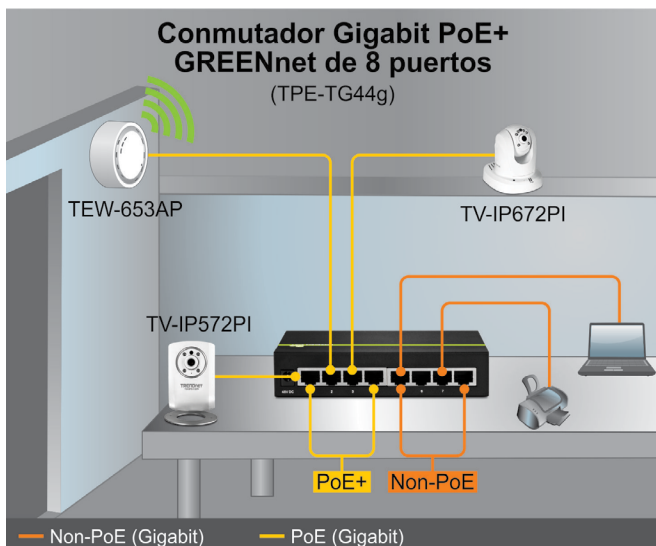 Conmutador Gigabit PoE+
GREENnet de 8 puertos
(TPE-TG44g)
TEW-653AP
TV-IP672PI
TV-IP572PI
TRENDnet
PoE+
Non-PoE
Non-PoE (Gigabit)
PoE (Gigabit)